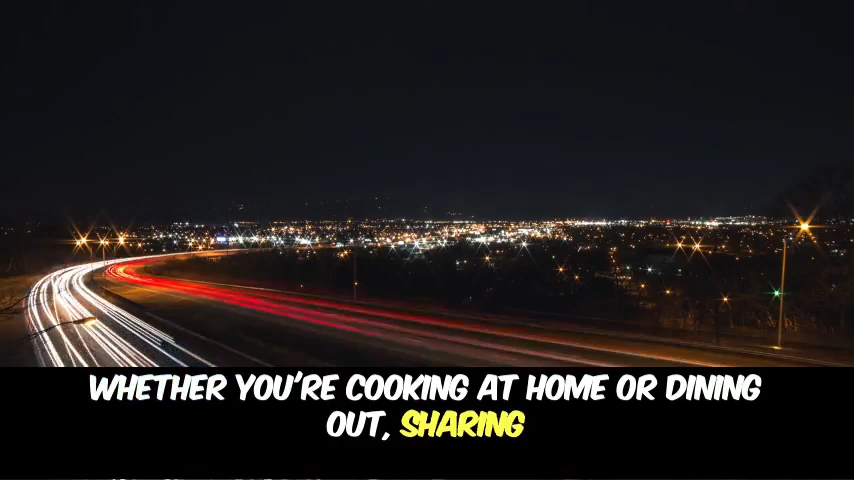 WHETHER YOU'RE COOKING AT HOME OR DINING
OUT, SHARING